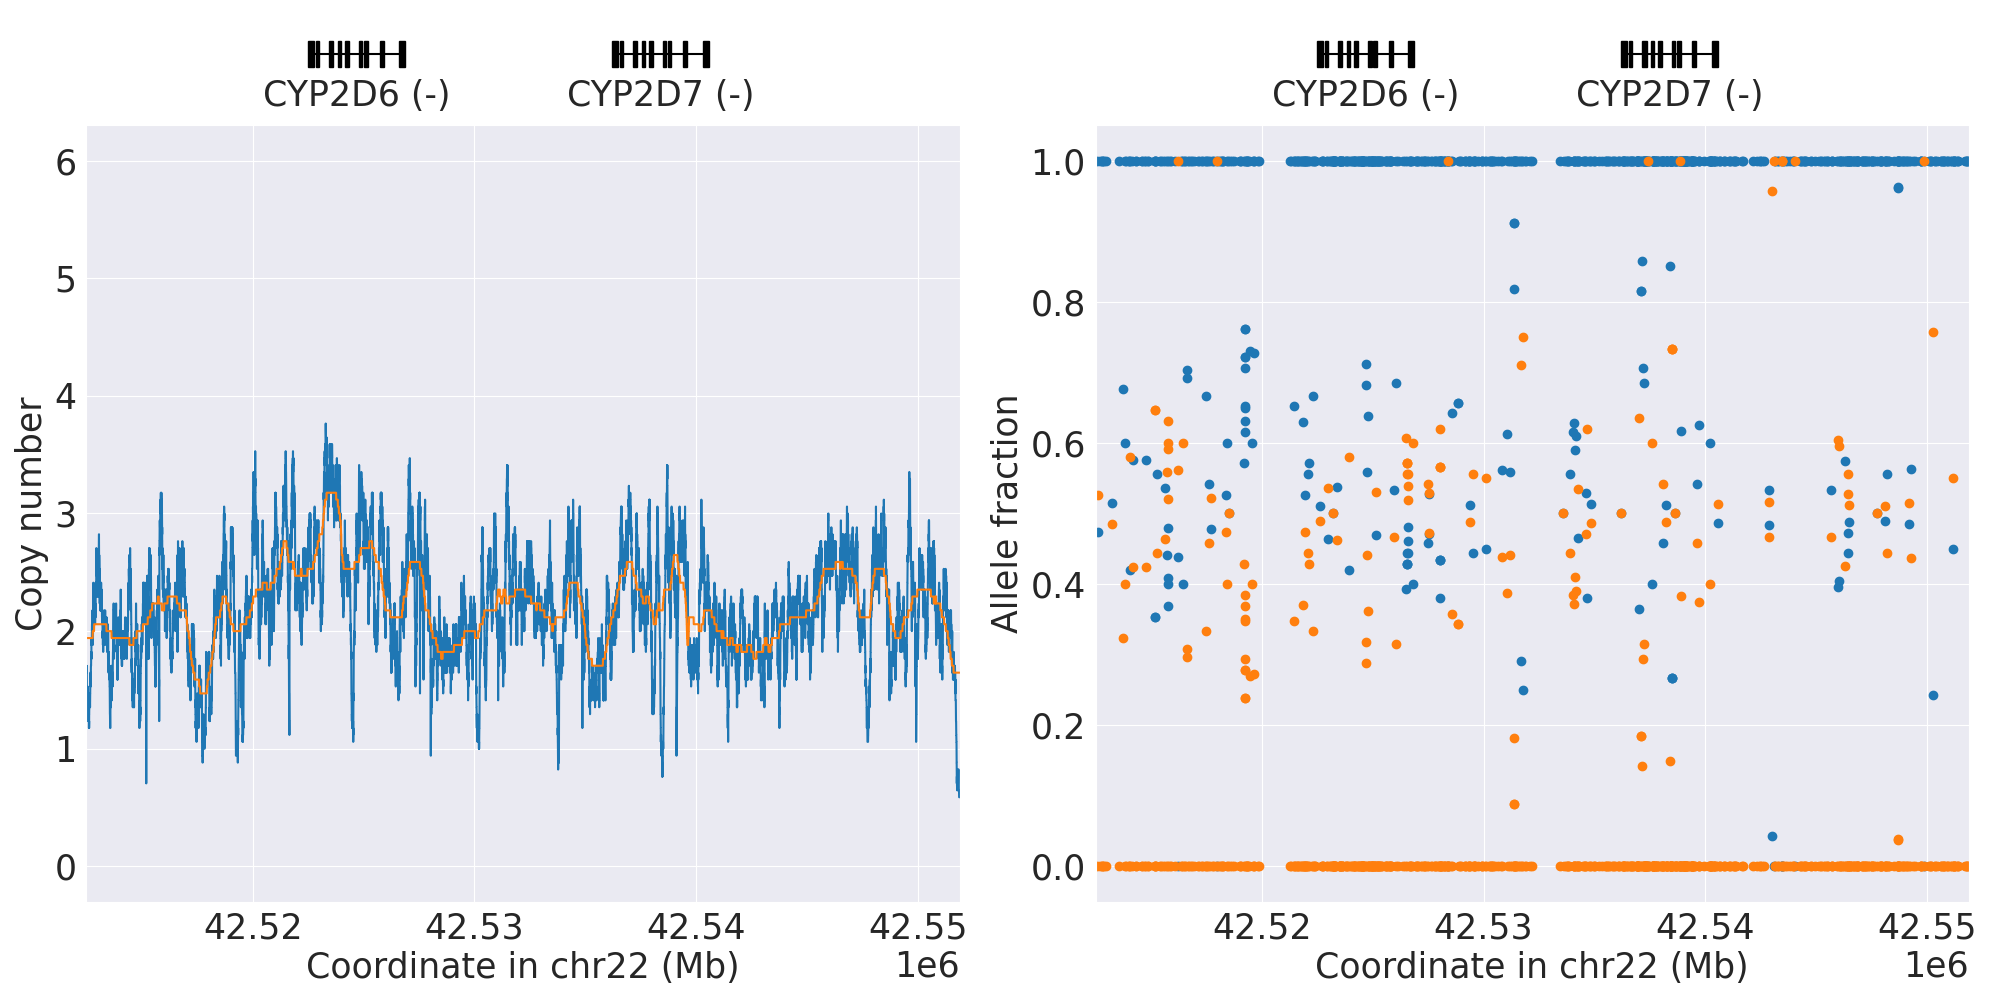 CYP2D6 (-) CYP2D7 (-)
6
5
4
3
2
1
0
Copy number
42.52 42.53 42.54 42.55
Coordinate in chr22 (Mb)
1e6
CYP2D6 (-) CYP2D7 (-)
1.0
0.8
0.6
0.4
0.2
0.0
Allele fraction
42.52 42.53 42.54 42.55
Coordinate in chr22 (Mb)
1e6